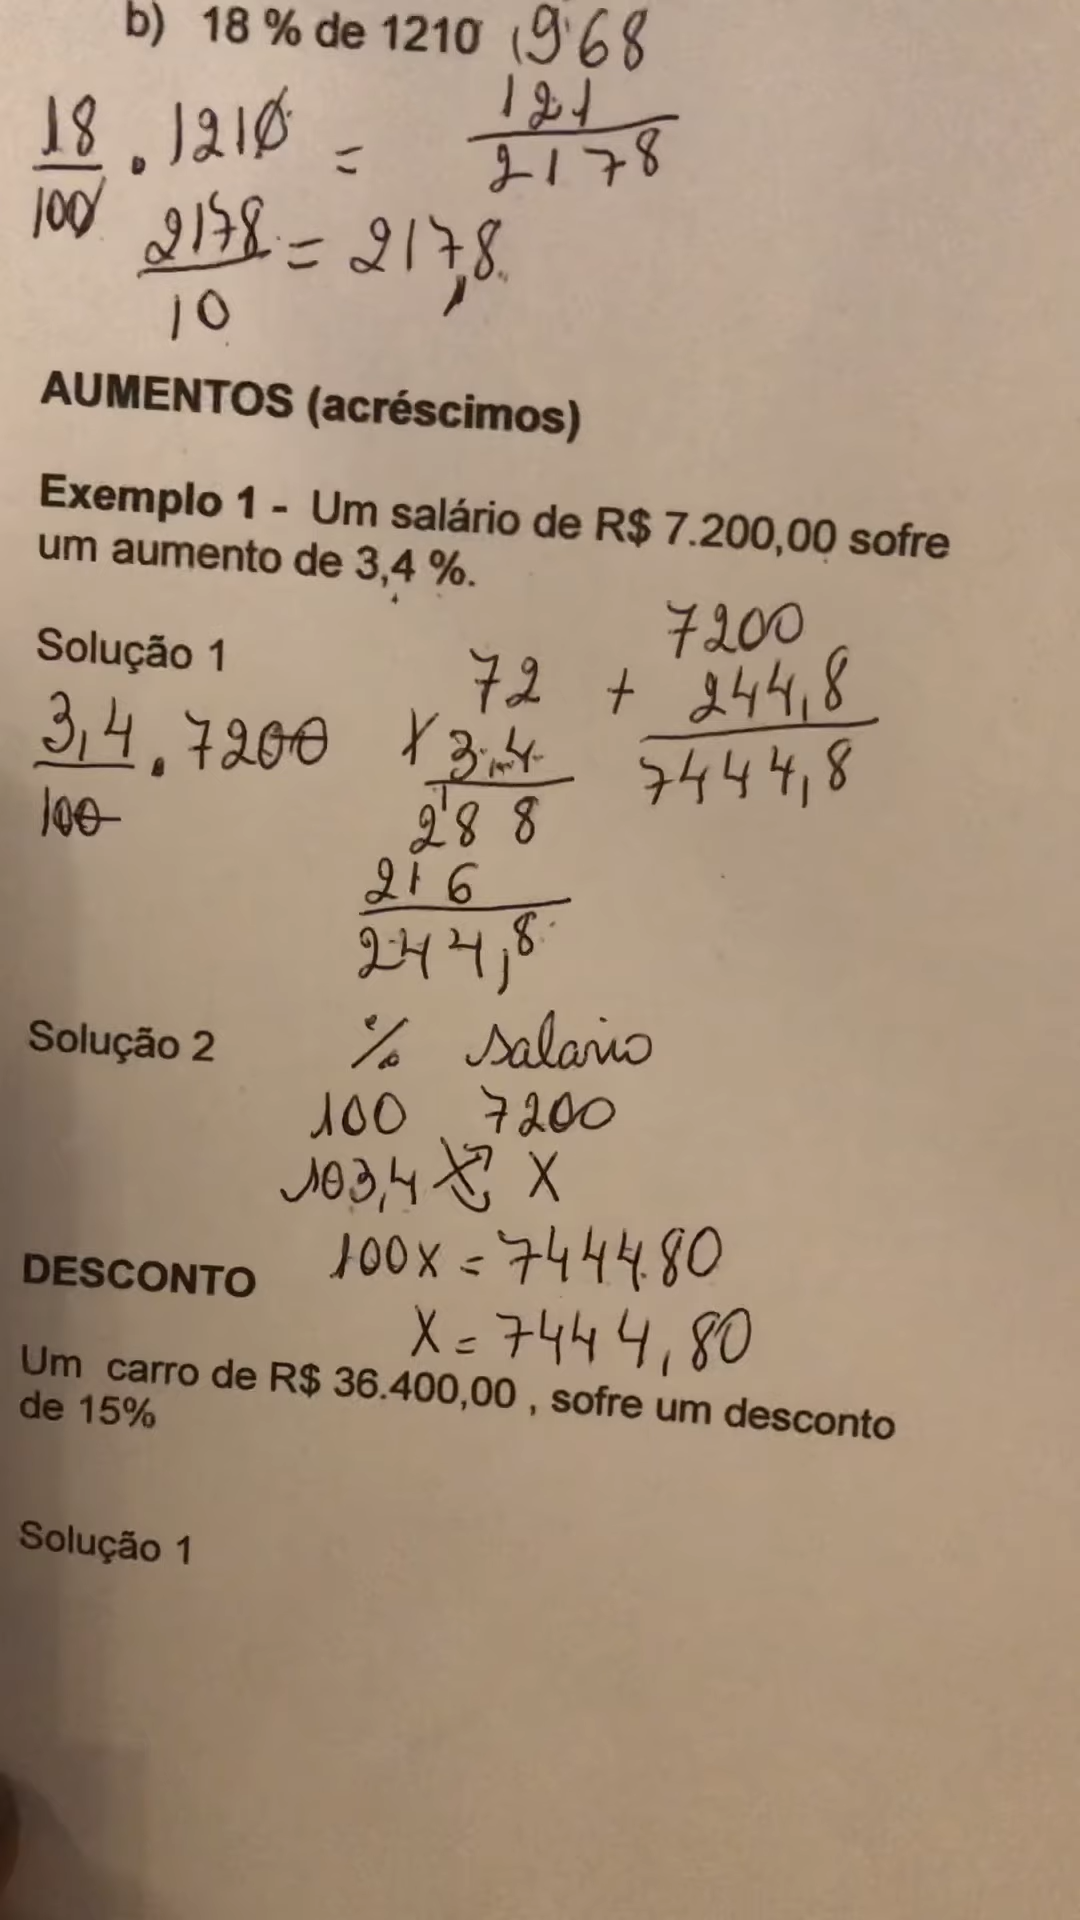 b) 18 % de 1210 1968
121
18 . 1210 =
100
2178
2178 = 217,8
10
AUMENTOS (acréscimos)
Exemplo 1 - Um salário de R$ 7.200,00 sofre
um aumento de 3,4 %.
Solução 1
3,4 . 7200
100
72
x 3.4
288
216
244,8
7200
+ 244,8
7444,8
Solução 2
% salario
100 7200
103,4 X
100x = 744480
X = 7444,80
DESCONTO
Um carro de R$ 36.400,00 , sofre um desconto
de 15%
Solução 1